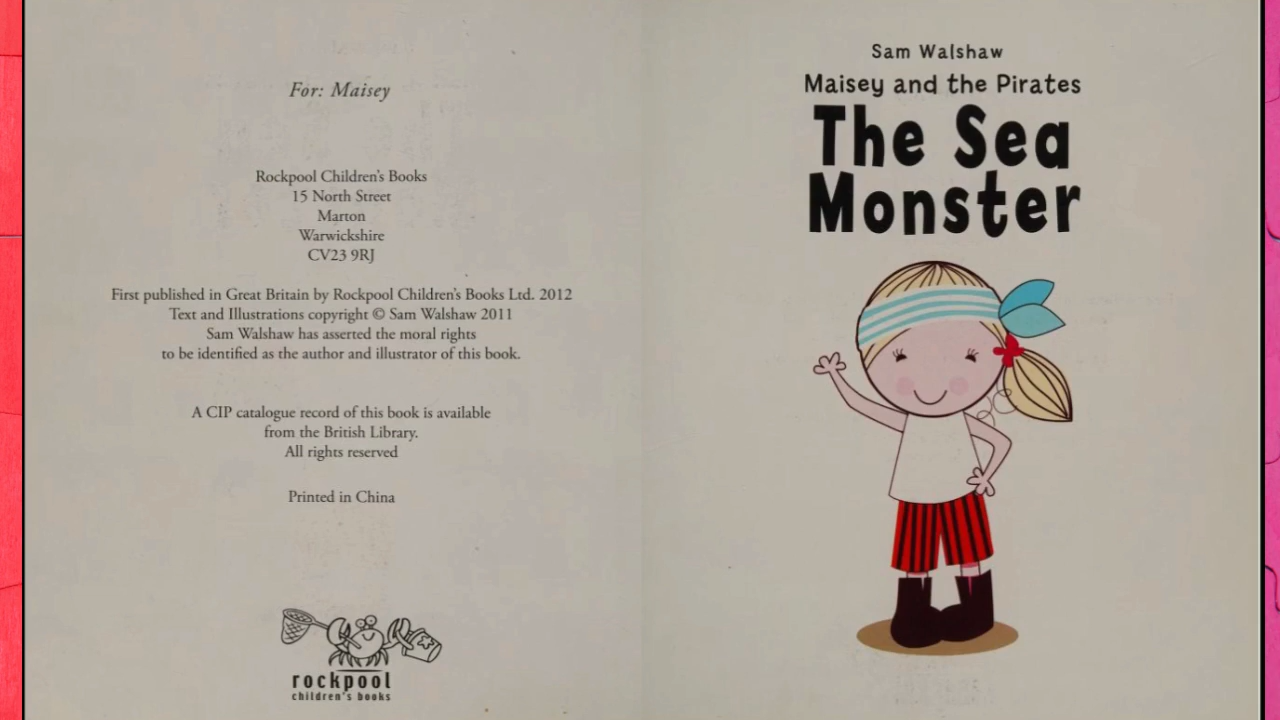 For: Maisey
Rockpool Children's Books
15 North Street
Marton
Warwickshire
CV23 9RJ
First published in Great Britain by Rockpool Children's Books Ltd. 2012
Text and Illustrations copyright © Sam Walshaw 2011
Sam Walshaw has asserted the moral rights
to be identified as the author and illustrator of this book.
A CIP catalogue record of this book is available
from the British Library.
All rights reserved
Printed in China
rockpool
children's books
Sam Walshaw
Maisey and the Pirates
The Sea
Monster